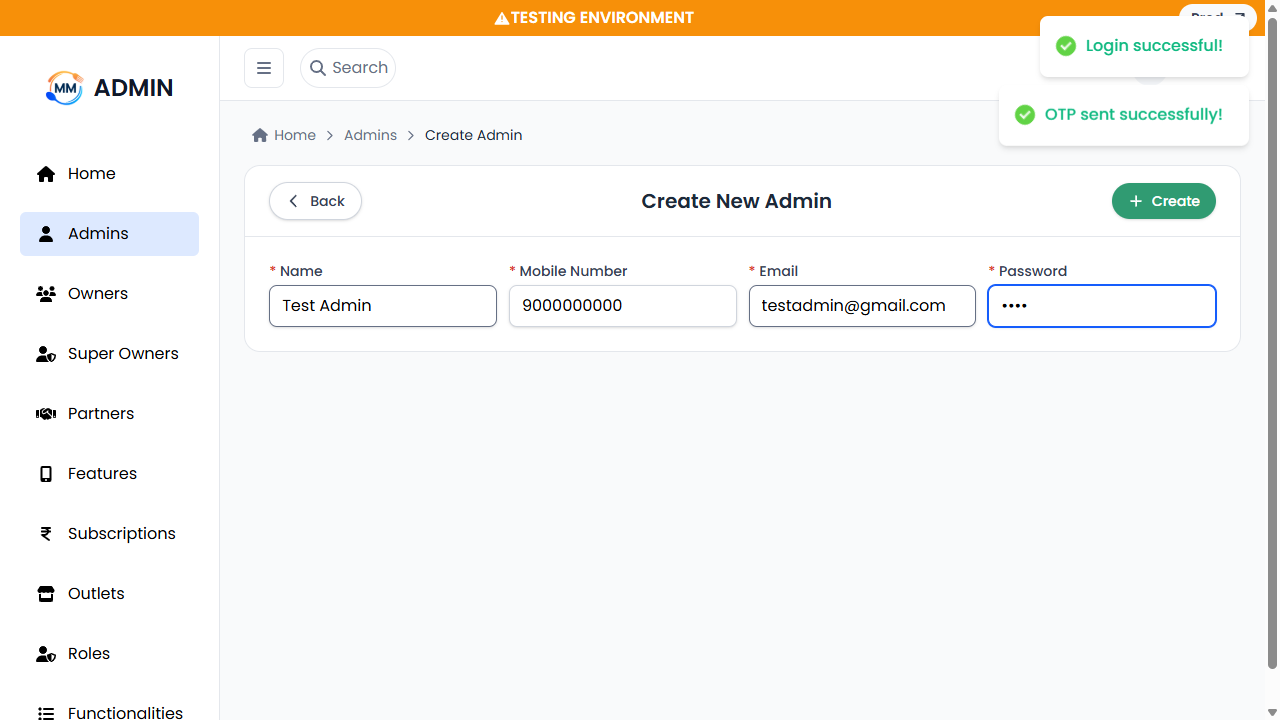 TESTING ENVIRONMENT
Login successful!
OTP sent successfully!
MM ADMIN
Search
Home
Admins
Owners
Super Owners
Partners
Features
Subscriptions
Outlets
Roles
Functionalities
Home > Admins > Create Admin
Back
Create New Admin
+ Create
* Name
* Mobile Number
* Email
* Password
Test Admin
9000000000
testadmin@gmail.com
••••